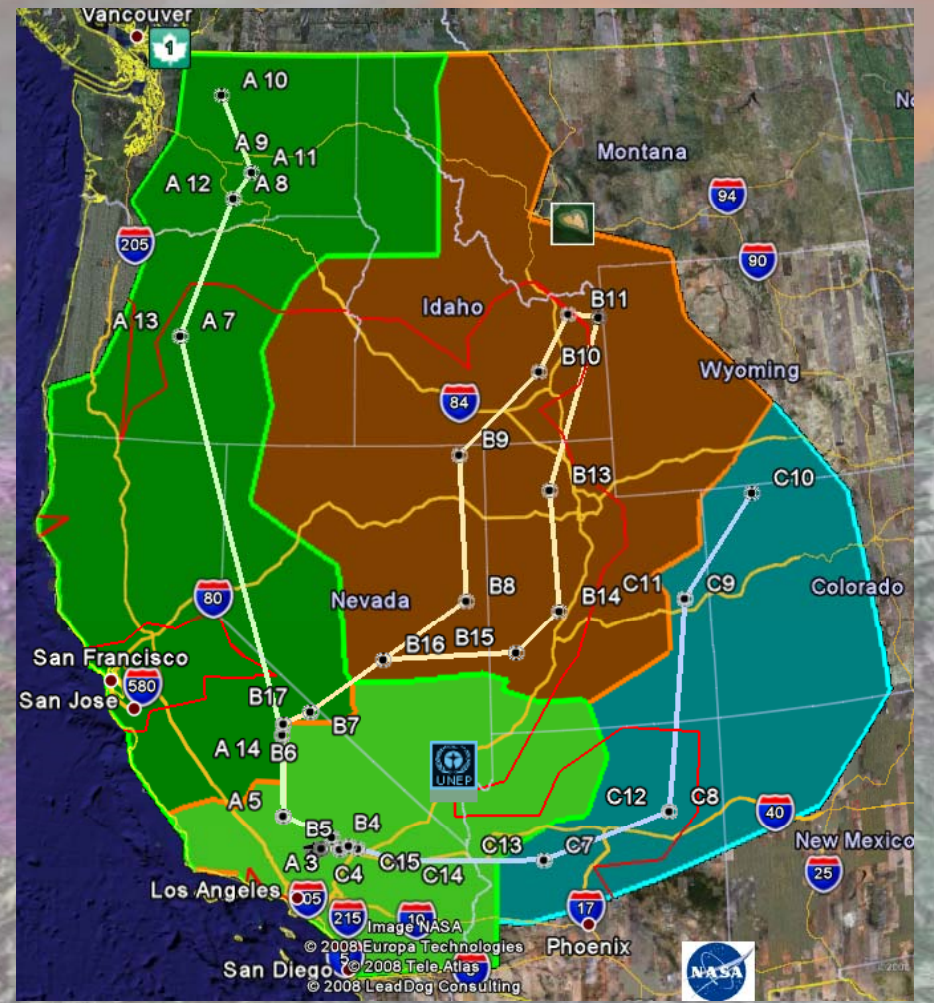 Vancouver
1
A 10
No
A 9
A 11
Montana
A 12
A 8
94
205
90
Idaho
B11
A 13
A 7
B10
Wyoming
84
B9
B13
C10
80
Nevada
B8
B14
C11
C9
Colorado
B16
B15
San Francisco
580
San Jose
B17
B7
A 14
B6
UNEP
A 5
C12
C8
40
B5
B4
A 3
C4
C15
C14
C13
C7
New Mexico
25
Los Angeles
05
215
10
17
Image NASA
© 2008 Europa Technologies
Phoenix
5
San Diego
© 2008 Tele Atlas
8
© 2008 LeadDog Consulting
NASA